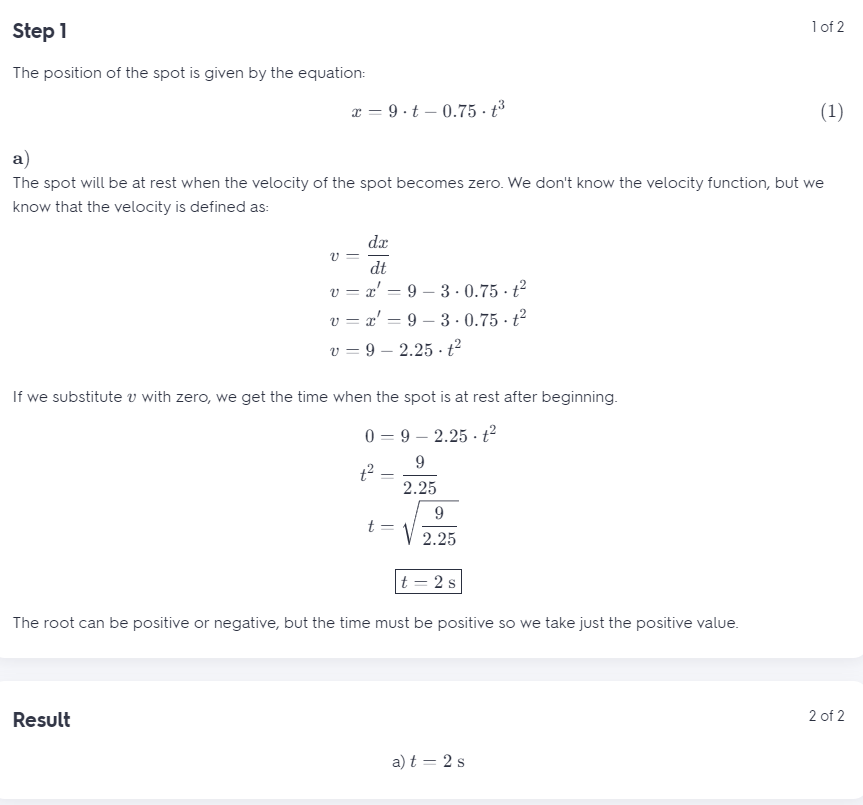 Step 1
1 of 2
The position of the spot is given by the equation:
x = 9 · t − 0.75 · t³ (1)
a)
The spot will be at rest when the velocity of the spot becomes zero. We don't know the velocity function, but we
know that the velocity is defined as:
v = dx/dt
v = x′ = 9 − 3 · 0.75 · t²
v = x′ = 9 − 3 · 0.75 · t²
v = 9 − 2.25 · t²
If we substitute v with zero, we get the time when the spot is at rest after beginning.
0 = 9 − 2.25 · t²
t² = 9/2.25
t = √(9/2.25)
t = 2 s
The root can be positive or negative, but the time must be positive so we take just the positive value.
Result
2 of 2
a) t = 2 s